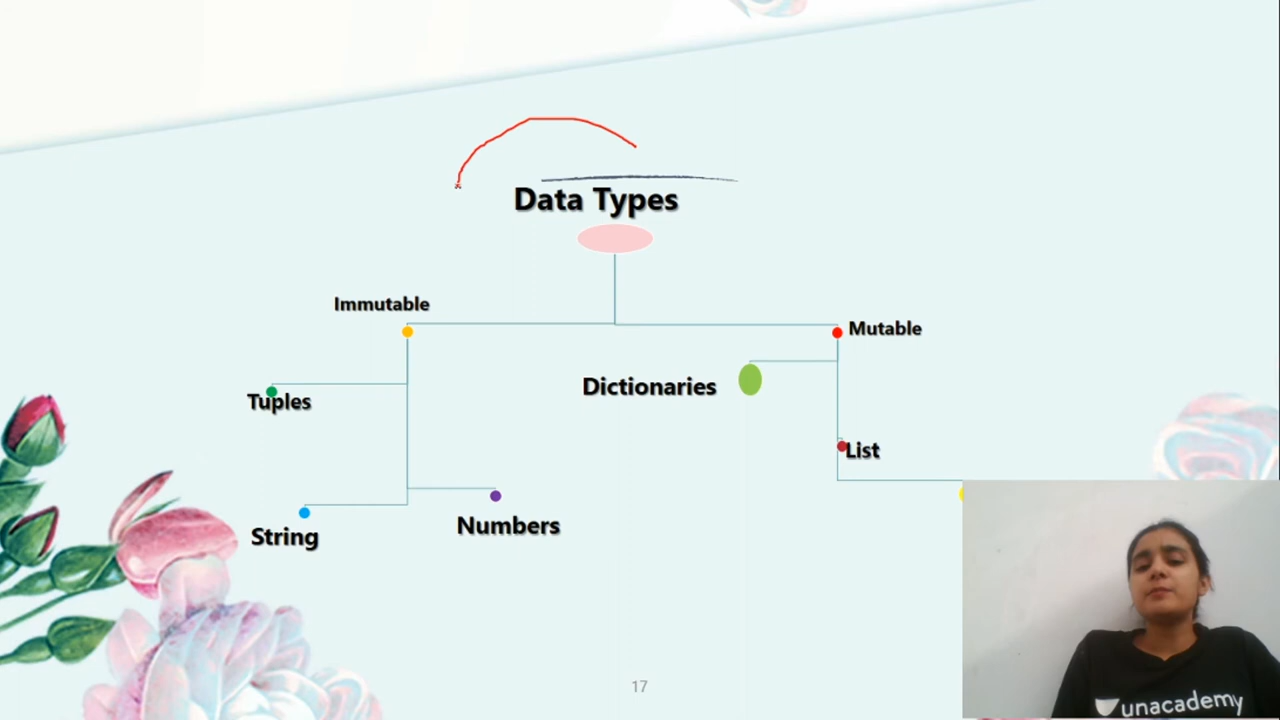 Data Types
Immutable
Mutable
Dictionaries
Tuples
List
String
Numbers
17
unacademy